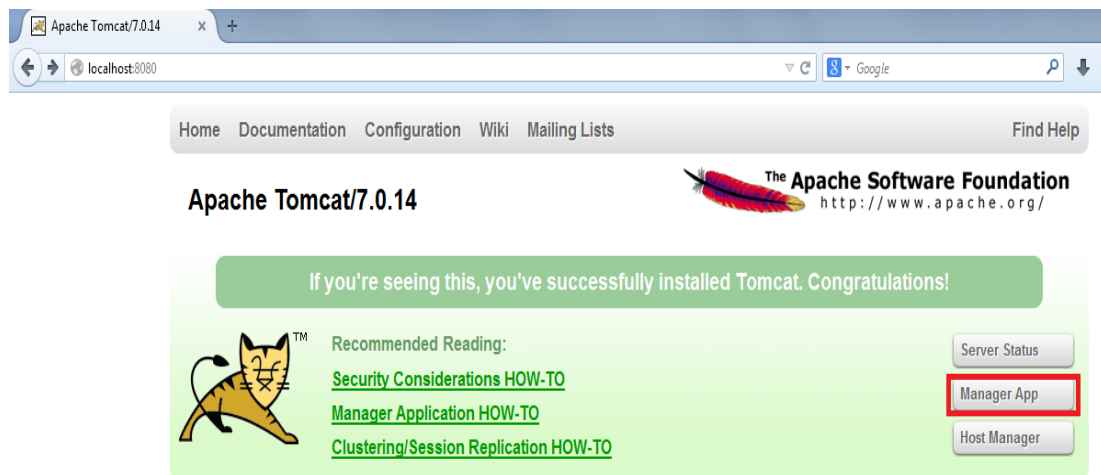 Apache Tomcat/7.0.14 x +
localhost:8080 8 Google
Home Documentation Configuration Wiki Mailing Lists Find Help
Apache Tomcat/7.0.14
The Apache Software Foundation
http://www.apache.org/
If you're seeing this, you've successfully installed Tomcat. Congratulations!
TM
Recommended Reading:
Security Considerations HOW-TO
Manager Application HOW-TO
Clustering/Session Replication HOW-TO
Server Status
Manager App
Host Manager